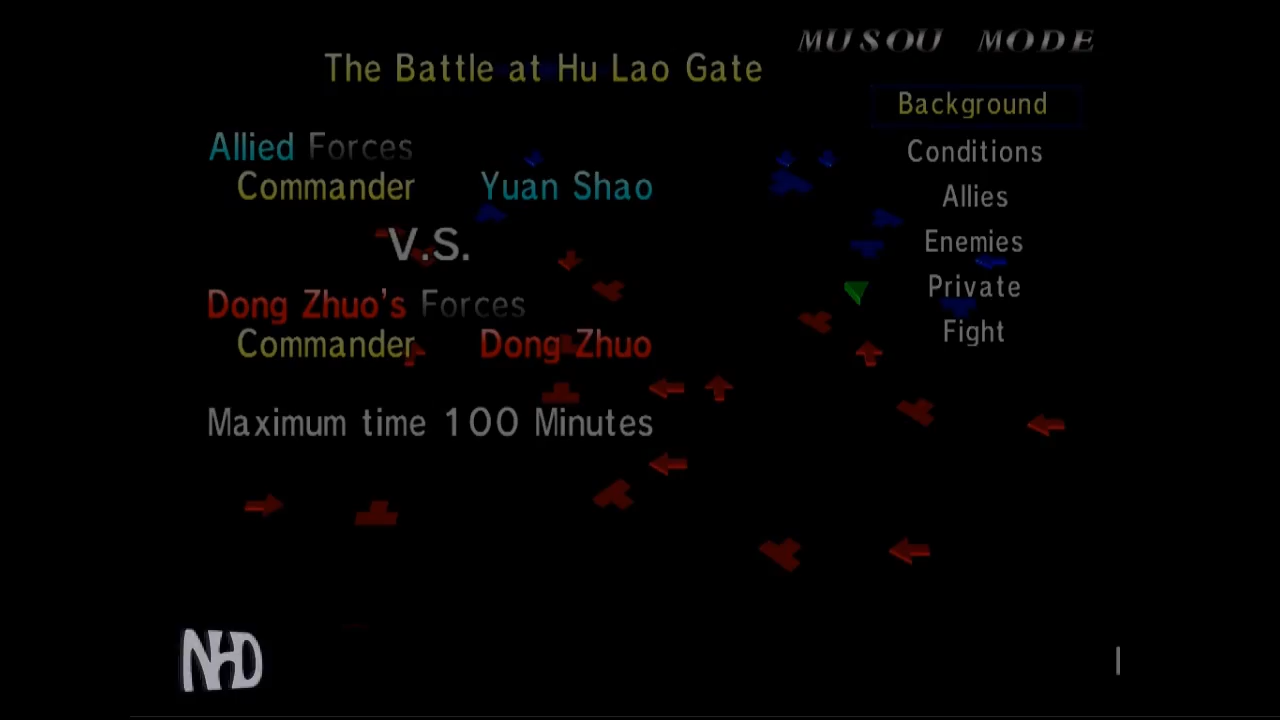 MUSOU MODE
The Battle at Hu Lao Gate
Background
Allied Forces
Conditions
Commander Yuan Shao
Allies
V.S.
Enemies
Private
Dong Zhuo's Forces
Fight
Commander Dong Zhuo
Maximum time 100 Minutes
NHD